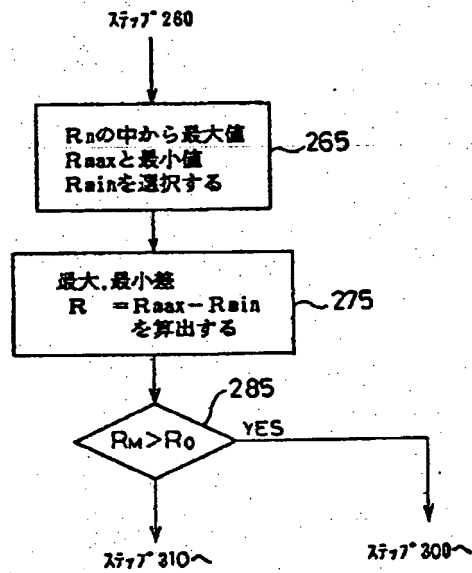 ステップ260
Rnの中から最大値
Rmaxと最小値
Rminを選択する
265
最大,最小差
R =Rmax-Rmin
を算出する
275
285
RM>R0
YES
ステップ310へ
ステップ300へ